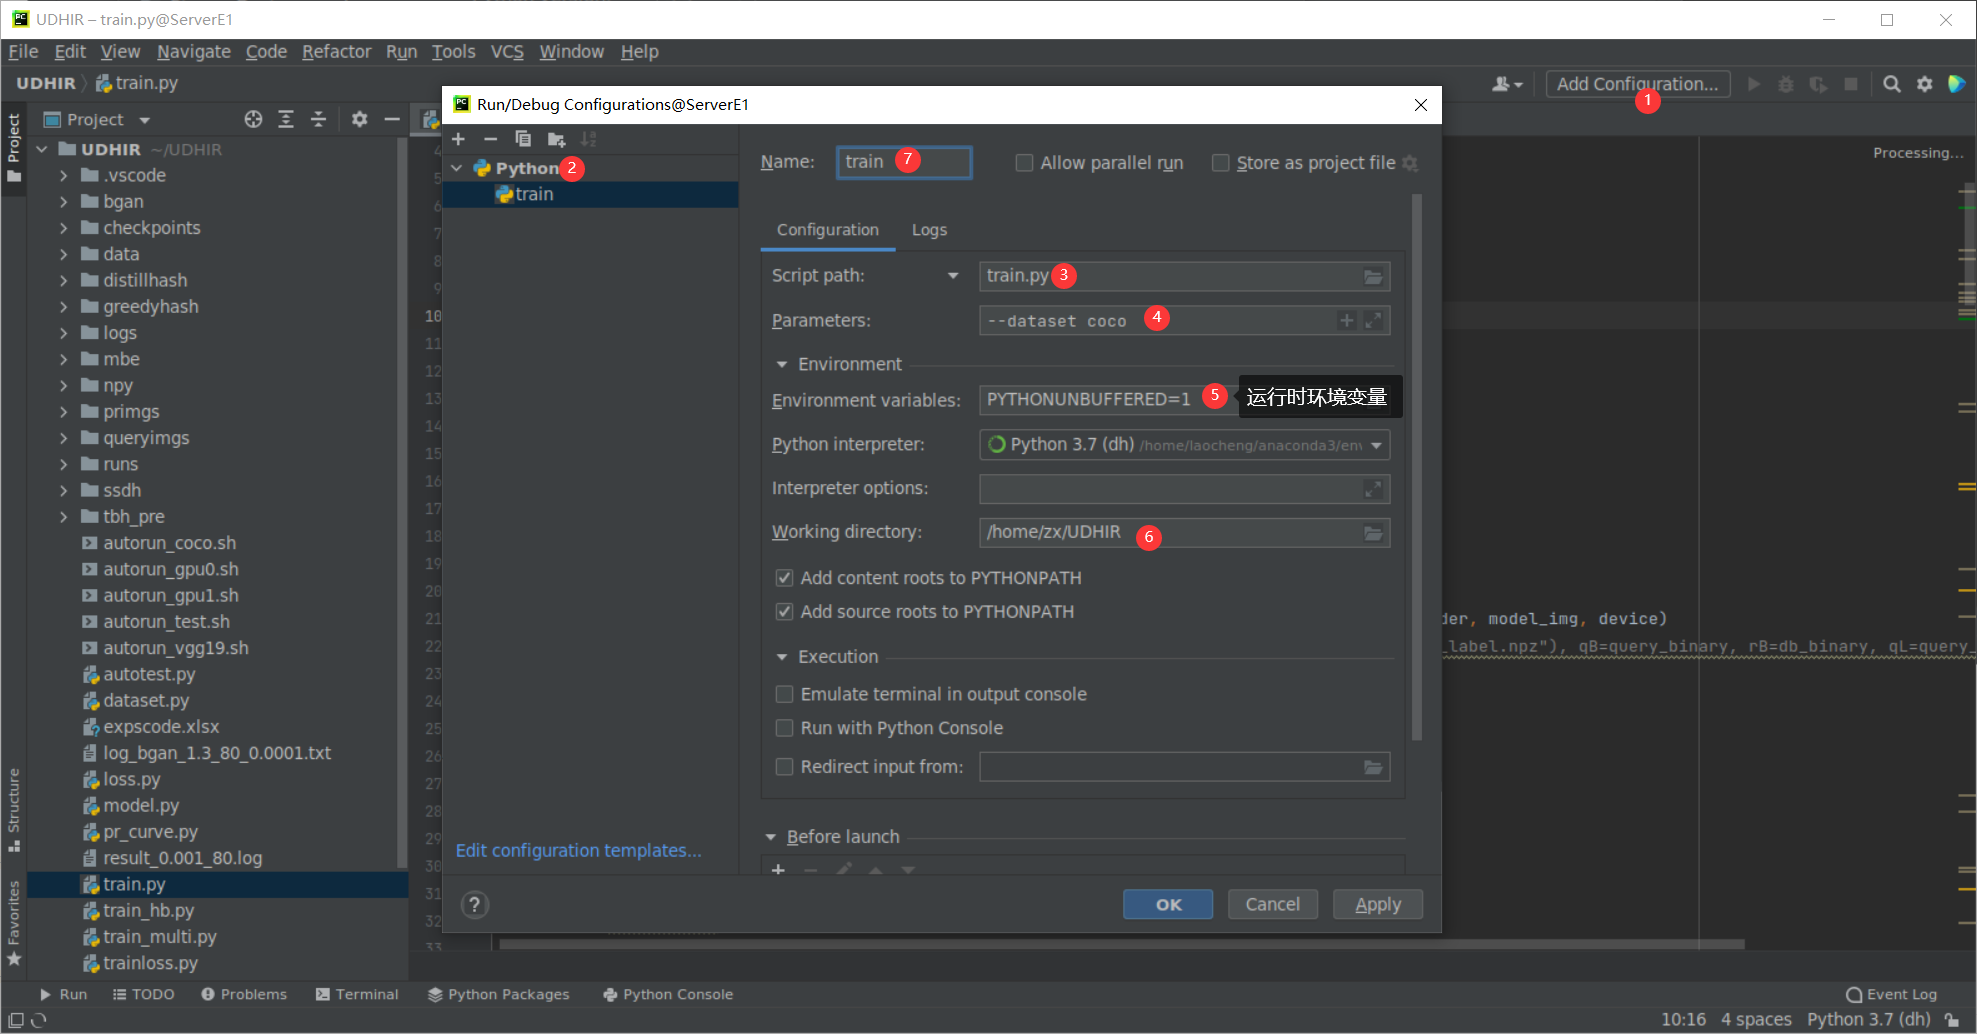 UDHIR – train.py@ServerE1
File Edit View Navigate Code Refactor Run Tools VCS Window Help
UDHIR train.py
Add Configuration...
1
Project
Project
UDHIR ~/UDHIR
.vscode
bgan
checkpoints
data
distillhash
greedyhash
logs
mbe
npy
primgs
queryimgs
runs
ssdh
tbh_pre
autorun_coco.sh
autorun_gpu0.sh
autorun_gpu1.sh
autorun_test.sh
autorun_vgg19.sh
autotest.py
dataset.py
expscode.xlsx
log_bgan_1.3_80_0.0001.txt
loss.py
model.py
pr_curve.py
result_0.001_80.log
train.py
train_hb.py
train_multi.py
trainloss.py
Structure
Favorites
4
5
6
7
8
9
10
11
12
13
14
15
16
17
18
19
20
21
22
23
24
25
26
27
28
29
30
31
32
33
Run/Debug Configurations@ServerE1
Python 2
train
Edit configuration templates...
Name: train 7 Allow parallel run Store as project file
Configuration Logs
Script path: train.py 3
Parameters: --dataset coco 4
Environment
Environment variables: PYTHONUNBUFFERED=1 5 运行时环境变量
Python interpreter: Python 3.7 (dh) /home/laocheng/anaconda3/env
Interpreter options:
Working directory: /home/zx/UDHIR 6
Add content roots to PYTHONPATH
Add source roots to PYTHONPATH
Execution
Emulate terminal in output console
Run with Python Console
Redirect input from:
Before launch
? OK Cancel Apply
Processing...
der, model_img, device)
_label.npz"), qB=query_binary, rB=db_binary, qL=query_
Run TODO Problems Terminal Python Packages Python Console Event Log
10:16 4 spaces Python 3.7 (dh)